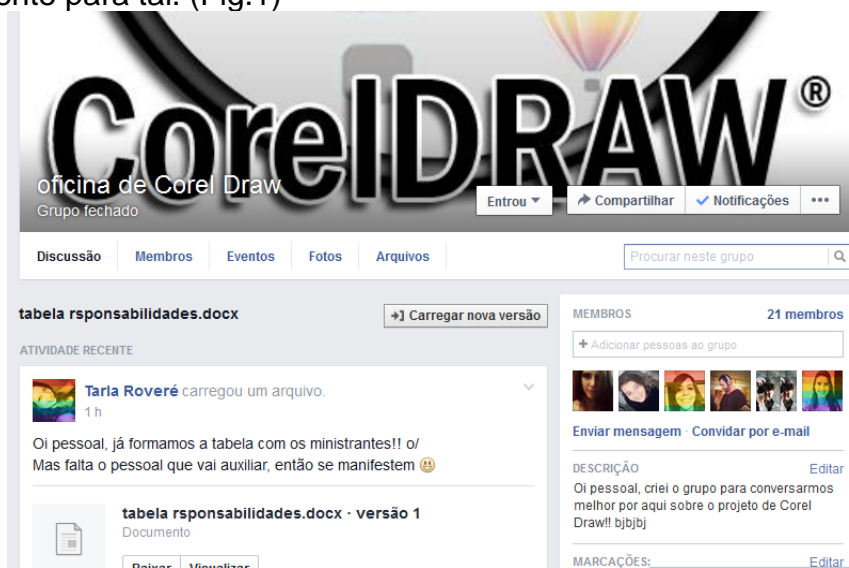 para tal. (Fig.1)
CorelDRAW®
oficina de Corel Draw
Grupo fechado
Entrou
Compartilhar
Notificações
Discussão Membros Eventos Fotos Arquivos
Procurar neste grupo
tabela rsponsabilidades.docx
Carregar nova versão
ATIVIDADE RECENTE
Tarla Roveré carregou um arquivo.
1 h
Oi pessoal, já formamos a tabela com os ministrantes!! o/
Mas falta o pessoal que vai auxiliar, então se manifestem
tabela rsponsabilidades.docx · versão 1
Documento
Baixar Visualizar
MEMBROS 21 membros
+ Adicionar pessoas ao grupo
Enviar mensagem · Convidar por e-mail
DESCRIÇÃO Editar
Oi pessoal, criei o grupo para conversarmos
melhor por aqui sobre o projeto de Corel
Draw!! bjbjbj
MARCAÇÕES: Editar